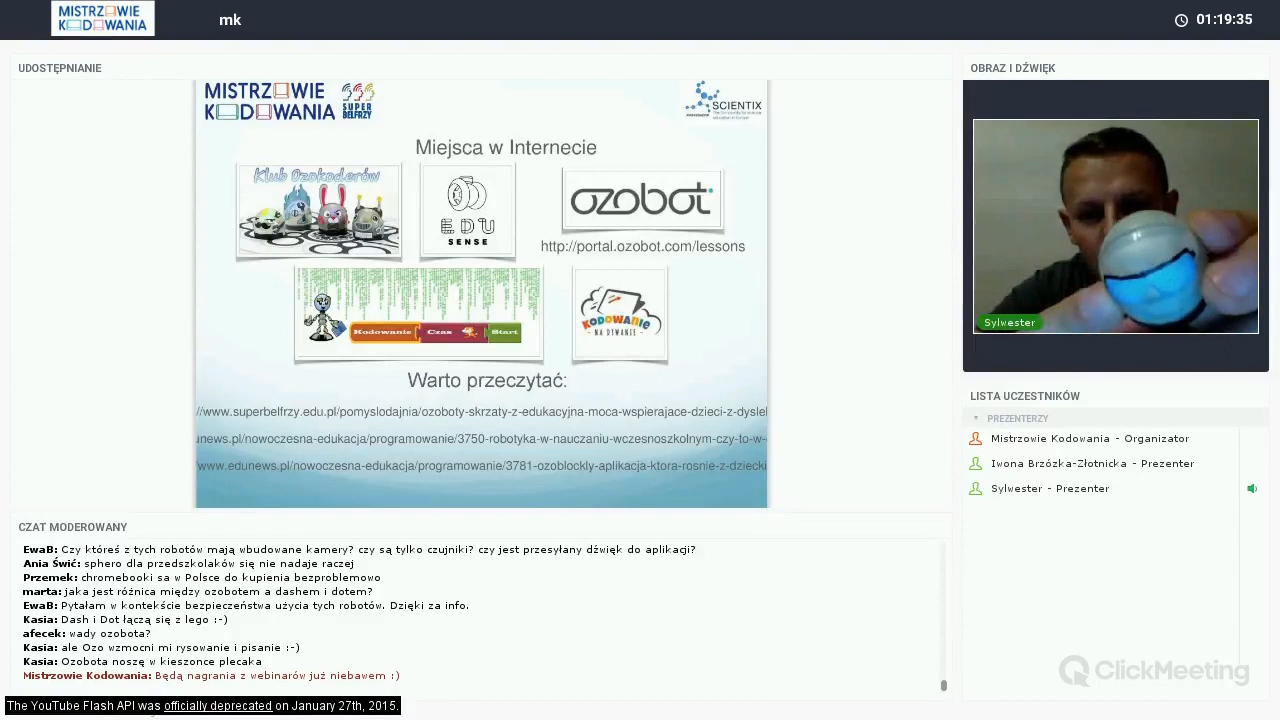 MISTRZOWIE
KODOWANIA
mk
01:19:35
UDOSTĘPNIANIE
MISTRZOWIE
KODOWANIA
SUPER
BELFRZY
SCIENTIX
Miejsca w Internecie
Klub Ozokoderów
EDU
SENSE
ozobot
http://portal.ozobot.com/lessons
Kodowanie Czas Start
KODOWANIE
NA DYWANIE
Warto przeczytać:
//www.superbelfrzy.edu.pl/pomyslodajnia/ozoboty-skrzaty-z-edukacyjna-moca-wspierajace-dzieci-z-dyslek
unews.pl/nowoczesna-edukacja/programowanie/3750-robotyka-w-nauczaniu-wczesnoszkolnym-czy-to-w-
www.edunews.pl/nowoczesna-edukacja/programowanie/3781-ozoblockly-aplikacja-ktora-rosnie-z-dziecki
OBRAZ I DŹWIĘK
Sylwester
LISTA UCZESTNIKÓW
PREZENTERZY
Mistrzowie Kodowania - Organizator
Iwona Brzózka-Złotnicka - Prezenter
Sylwester - Prezenter
CZAT MODEROWANY
EwaB: Czy któreś z tych robotów mają wbudowane kamery? czy są tylko czujniki? czy jest przesyłany dźwięk do aplikacji?
Ania Świć: sphero dla przedszkolaków się nie nadaje raczej
Przemek: chromebooki sa w Polsce do kupienia bezproblemowo
marta: jaka jest różnica między ozobotem a dashem i dotem?
EwaB: Pytałam w kontekście bezpieczeństwa użycia tych robotów. Dzięki za info.
Kasia: Dash i Dot łączą się z lego :-)
afecek: wady ozobota?
Kasia: ale Ozo wzmocni mi rysowanie i pisanie :-)
Kasia: Ozobota noszę w kieszonce plecaka
Mistrzowie Kodowania: Będą nagrania z webinarów już niebawem :)
ClickMeeting
The YouTube Flash API was officially deprecated on January 27th, 2015.